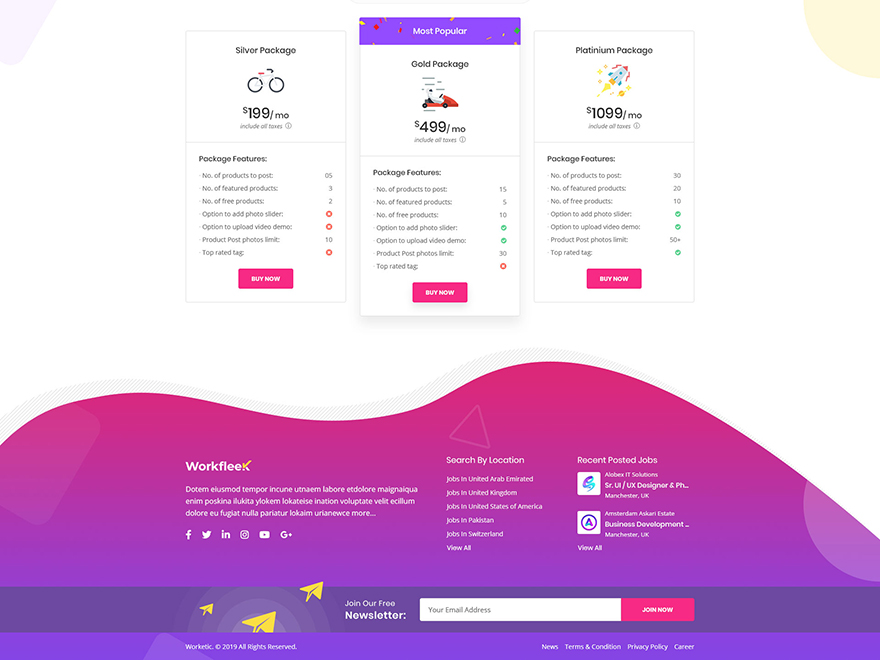 Silver Package
$199/ mo
include all taxes
Package Features:
No. of products to post: 05
No. of featured products: 3
No. of free products: 2
Option to add photo slider:
Option to upload video demo:
Product Post photos limit: 10
Top rated tag:
BUY NOW
Most Popular
Gold Package
$499/ mo
include all taxes
Package Features:
No. of products to post: 15
No. of featured products: 5
No. of free products: 10
Option to add photo slider:
Option to upload video demo:
Product Post photos limit: 30
Top rated tag:
BUY NOW
Platinium Package
$1099/ mo
include all taxes
Package Features:
No. of products to post: 30
No. of featured products: 20
No. of free products: 10
Option to add photo slider:
Option to upload video demo:
Product Post photos limit: 50+
Top rated tag:
BUY NOW
Workfleek
Dotem eiusmod tempor incune utnaem labore etdolore maignaiqua
enim poskina ilukita ylokem lokateise ination voluptate velit ecillum
dolore eu fugiat nulla pariatur lokaim urianewce more...
Search By Location
Jobs In United Arab Emirated
Jobs In United Kingdom
Jobs In United States of America
Jobs In Pakistan
Jobs In Switzerland
View All
Recent Posted Jobs
Alobex IT Solutions
Sr. UI / UX Designer & Ph...
Manchester, UK
Amsterdam Askari Estate
Business Development ...
Manchester, UK
View All
Join Our Free
Newsletter:
Your Email Address
JOIN NOW
Worketic. © 2019 All Rights Reserved.
News Terms & Condition Privacy Policy Career